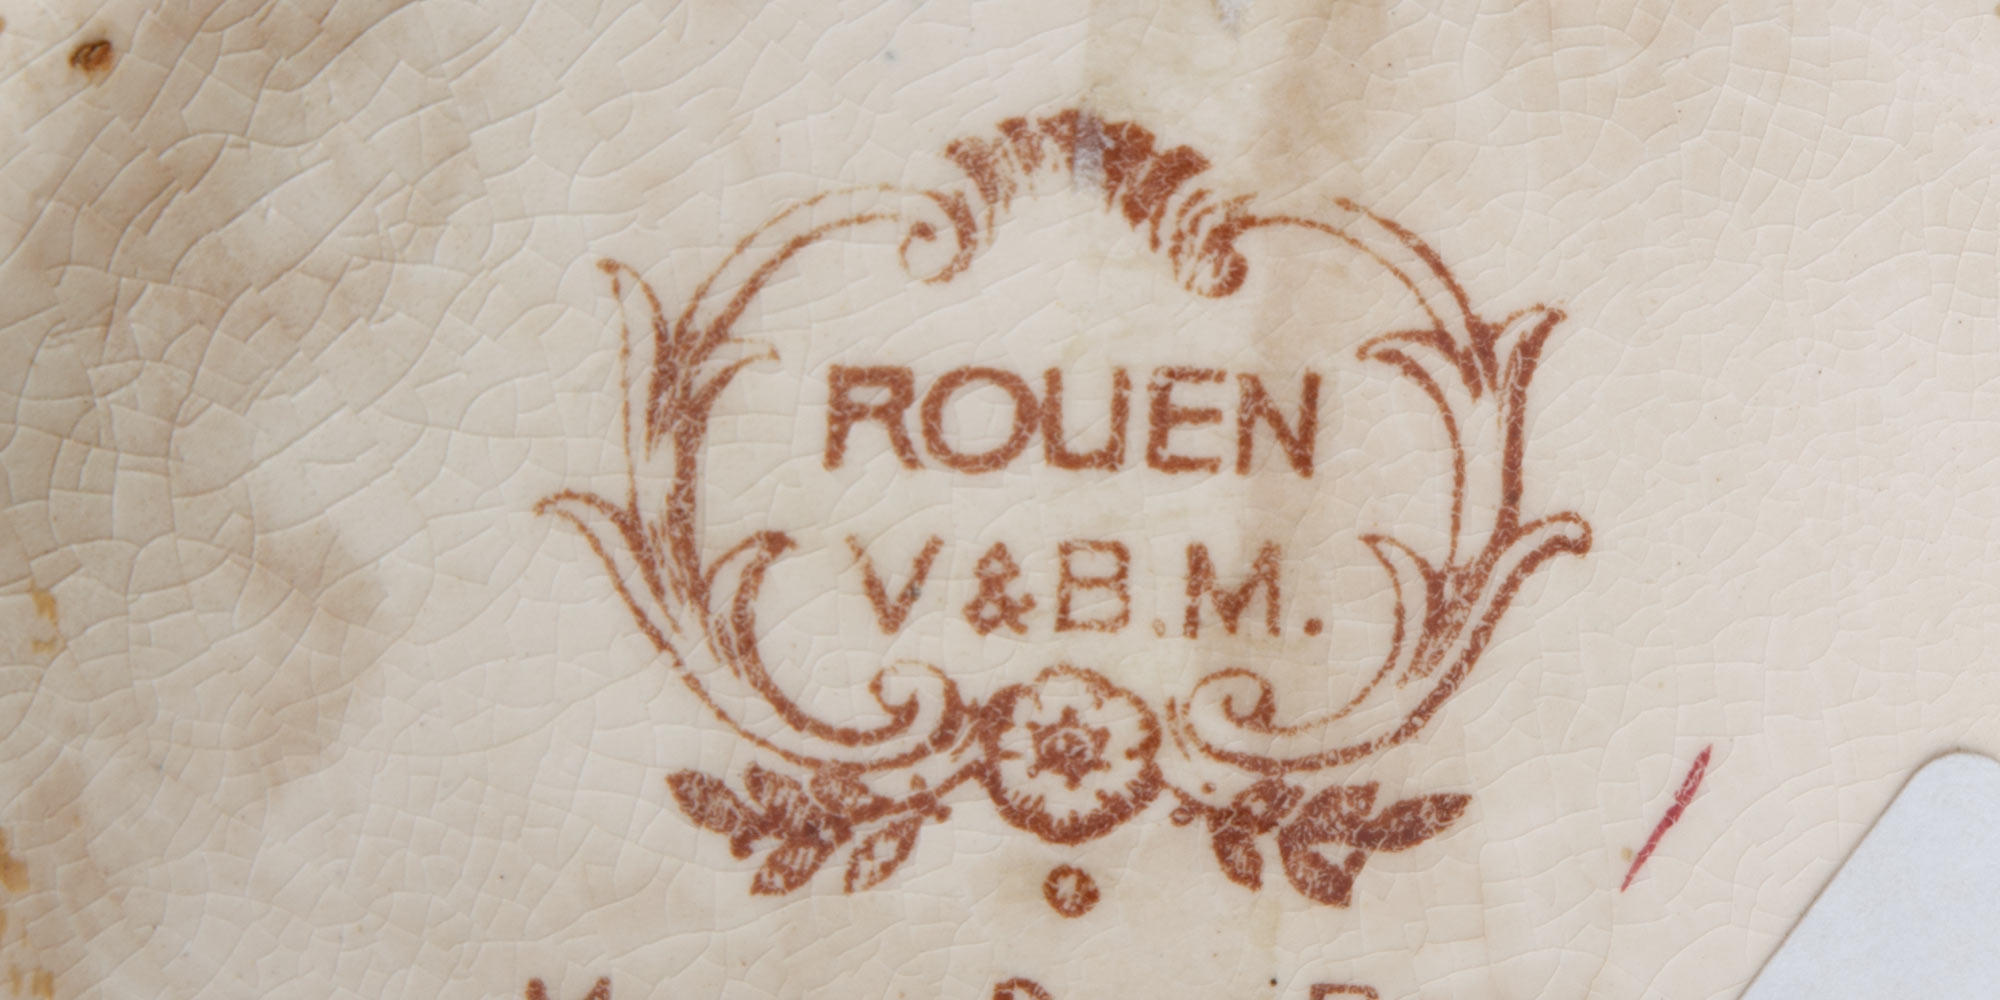 ROUEN
V & B.M.